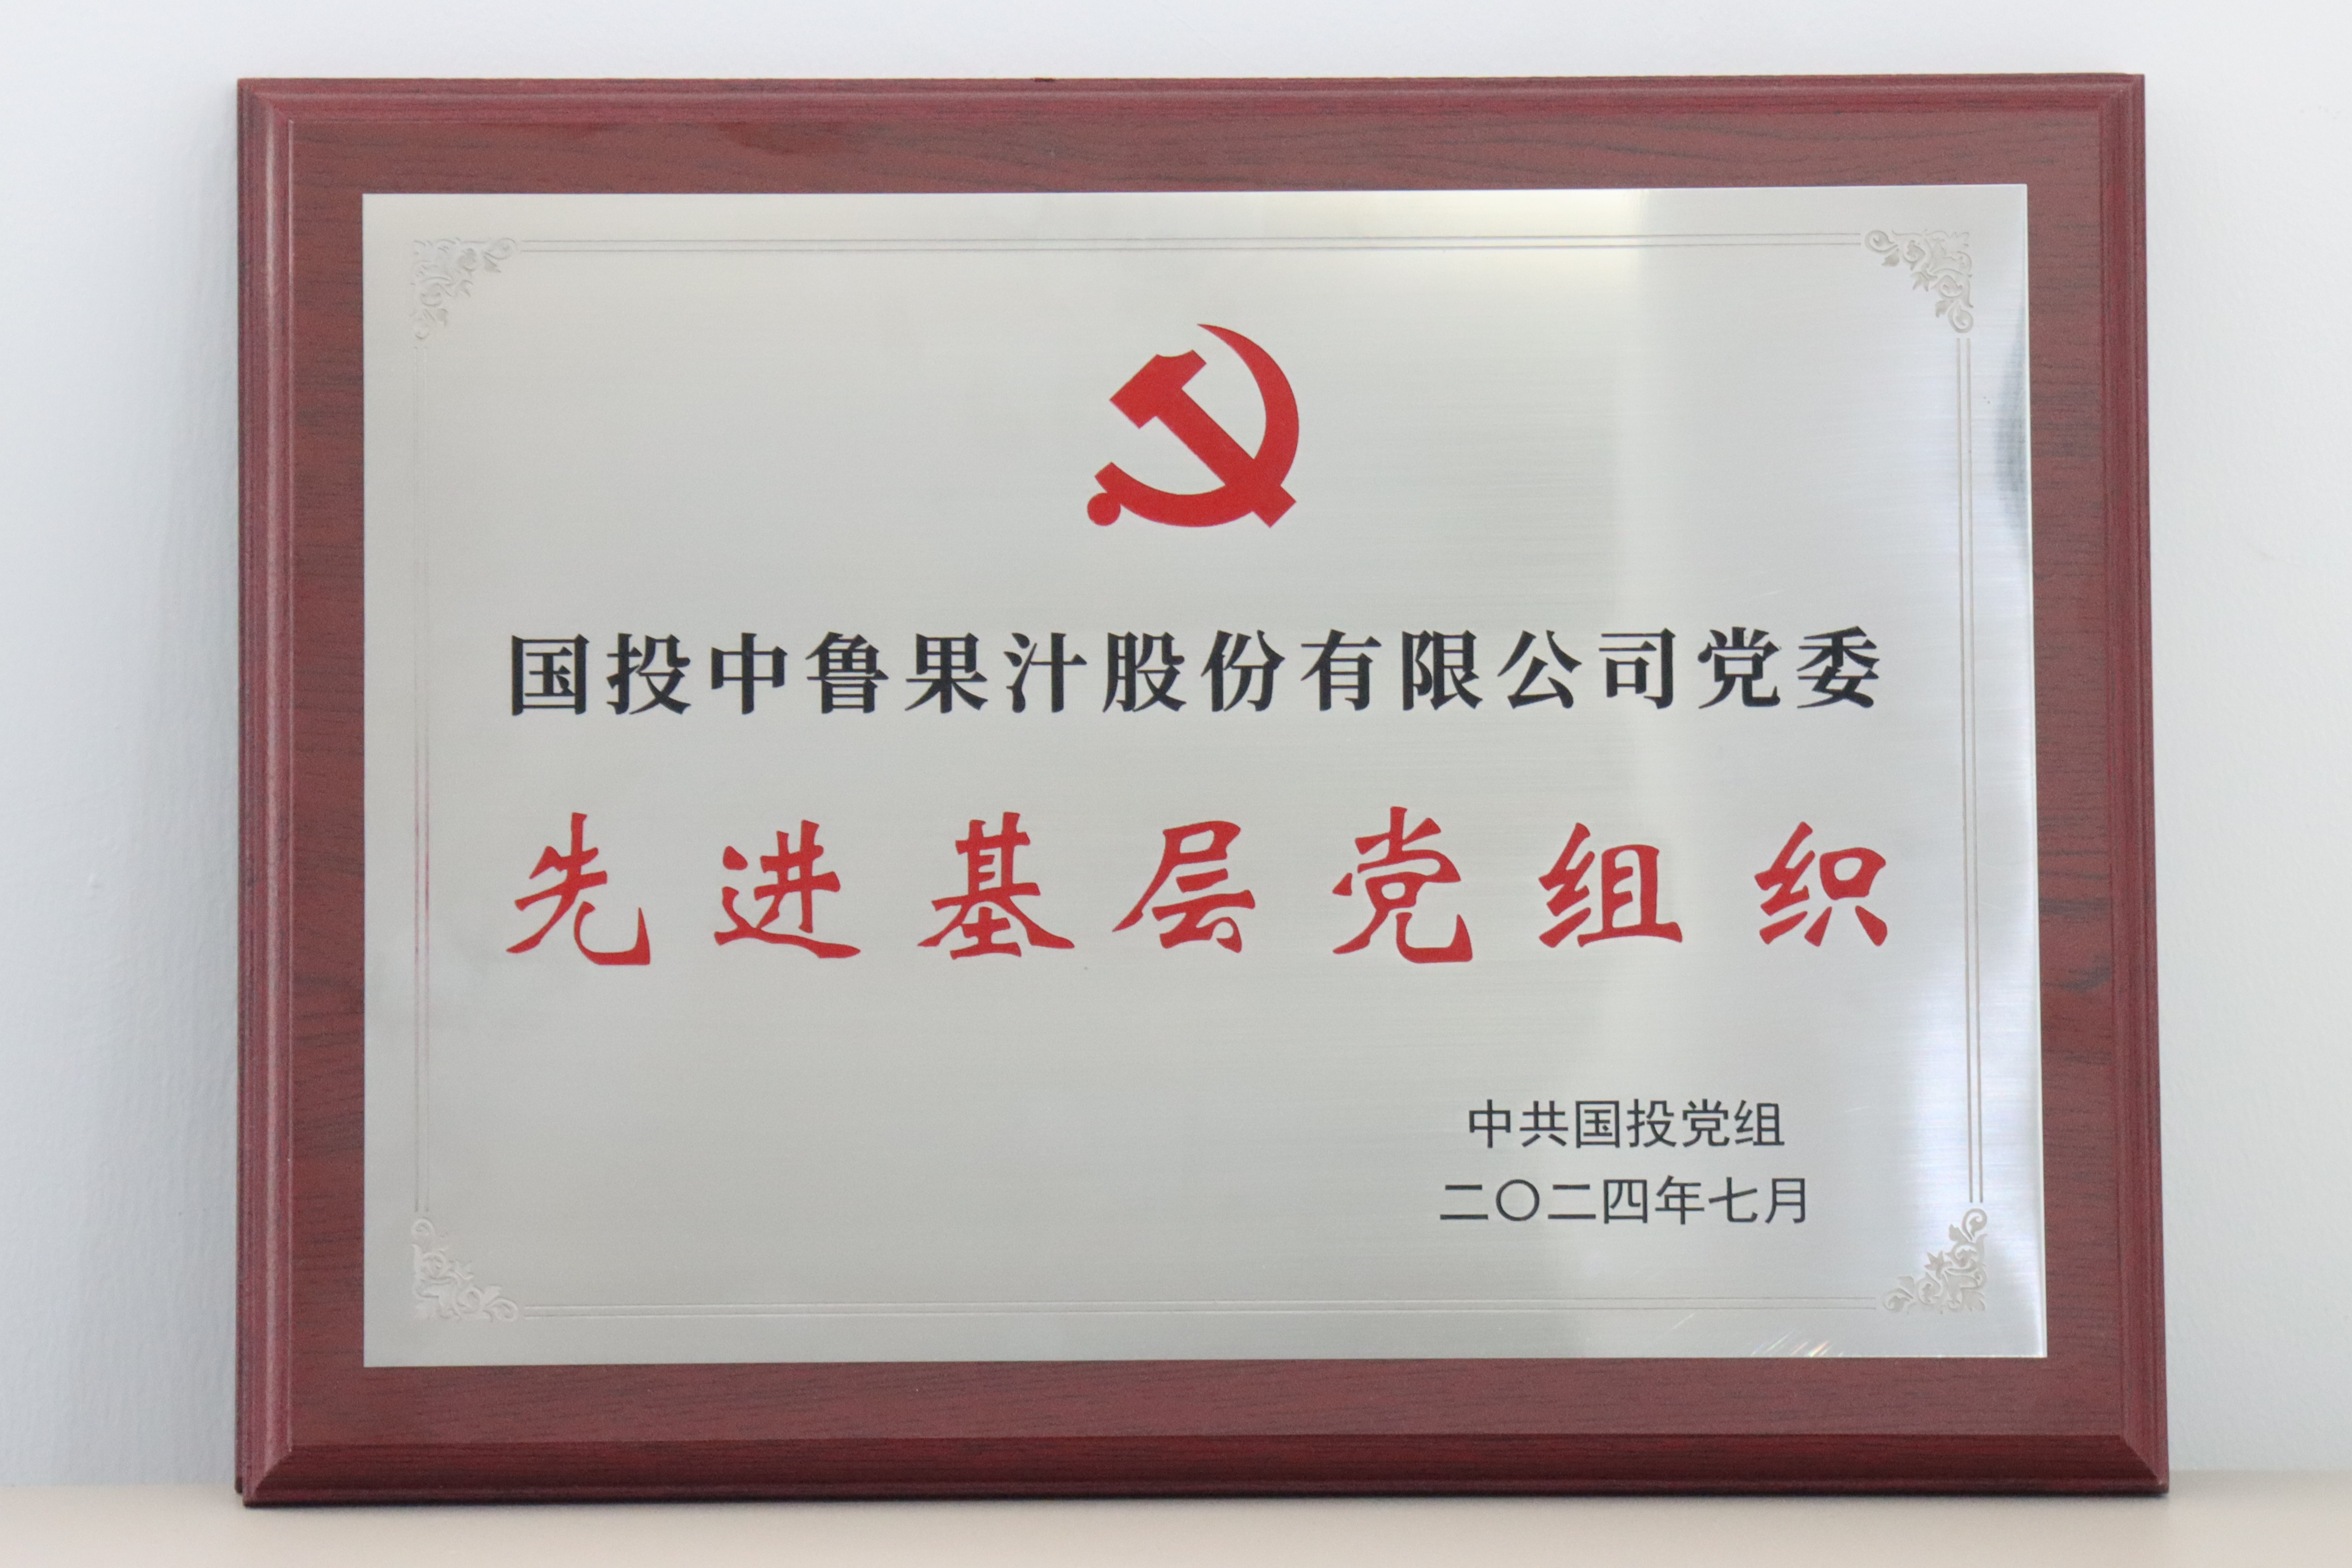 国投中鲁果汁股份有限公司党委
先进基层党组织
中共国投党组
二〇二四年七月